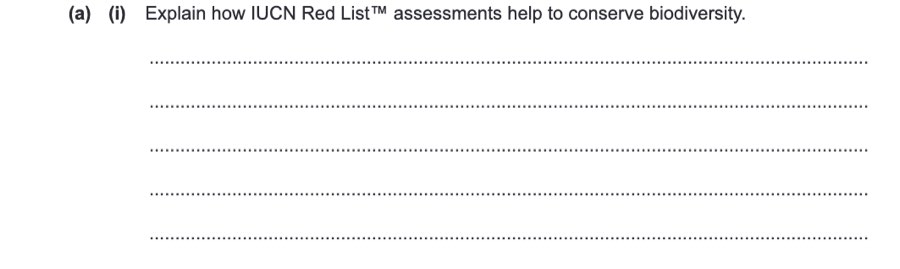 (a) (i) Explain how IUCN Red List™ assessments help to conserve biodiversity.